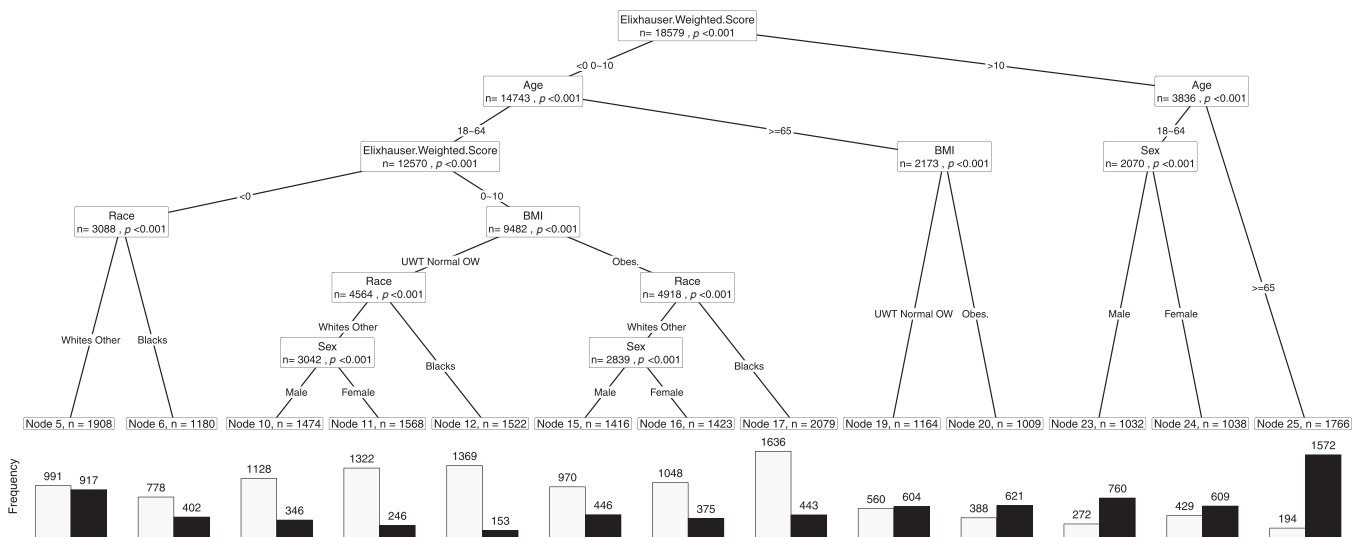 Elixhauser.Weighted.Score
n= 18579 , p <0.001
<0 0~10
>10
Age
n= 14743 , p <0.001
Age
n= 3836 , p <0.001
18~64
>=65
18~64
Elixhauser.Weighted.Score
n= 12570 , p <0.001
BMI
n= 2173 , p <0.001
Sex
n= 2070 , p <0.001
<0
0~10
Race
n= 3088 , p <0.001
BMI
n= 9482 , p <0.001
UWT Normal OW
Obes.
Race
n= 4564 , p <0.001
Race
n= 4918 , p <0.001
>=65
UWT Normal OW
Obes.
Male
Female
Whites Other
Whites Other
Whites Other
Blacks
Sex
n= 3042 , p <0.001
Sex
n= 2839 , p <0.001
Blacks
Blacks
Male
Female
Male
Female
Node 5, n = 1908
Node 6, n = 1180
Node 10, n = 1474
Node 11, n = 1568
Node 12, n = 1522
Node 15, n = 1416
Node 16, n = 1423
Node 17, n = 2079
Node 19, n = 1164
Node 20, n = 1009
Node 23, n = 1032
Node 24, n = 1038
Node 25, n = 1766
Frequency
991 917
778 402
1128 346
1322 246
1369 153
970 446
1048 375
1636 443
560 604
388 621
272 760
429 609
194 1572